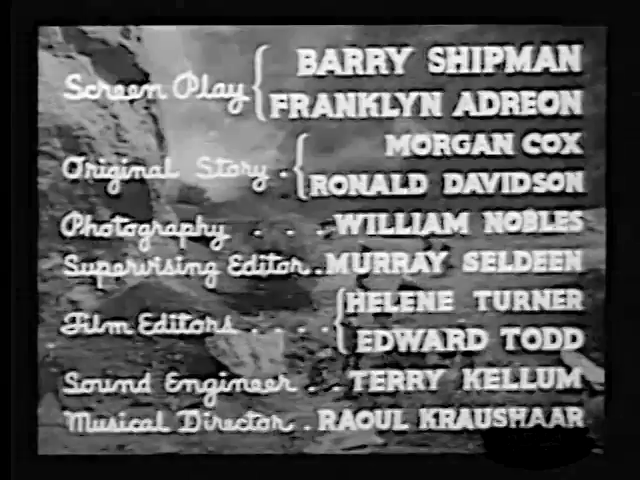 Screen Play { BARRY SHIPMAN
FRANKLYN ADREON
Original Story . { MORGAN COX
RONALD DAVIDSON
Photography . . . WILLIAM NOBLES
Supervising Editor . MURRAY SELDEEN
Film Editors . . . . { HELENE TURNER
EDWARD TODD
Sound Engineer . . TERRY KELLUM
Musical Director . RAOUL KRAUSHAAR